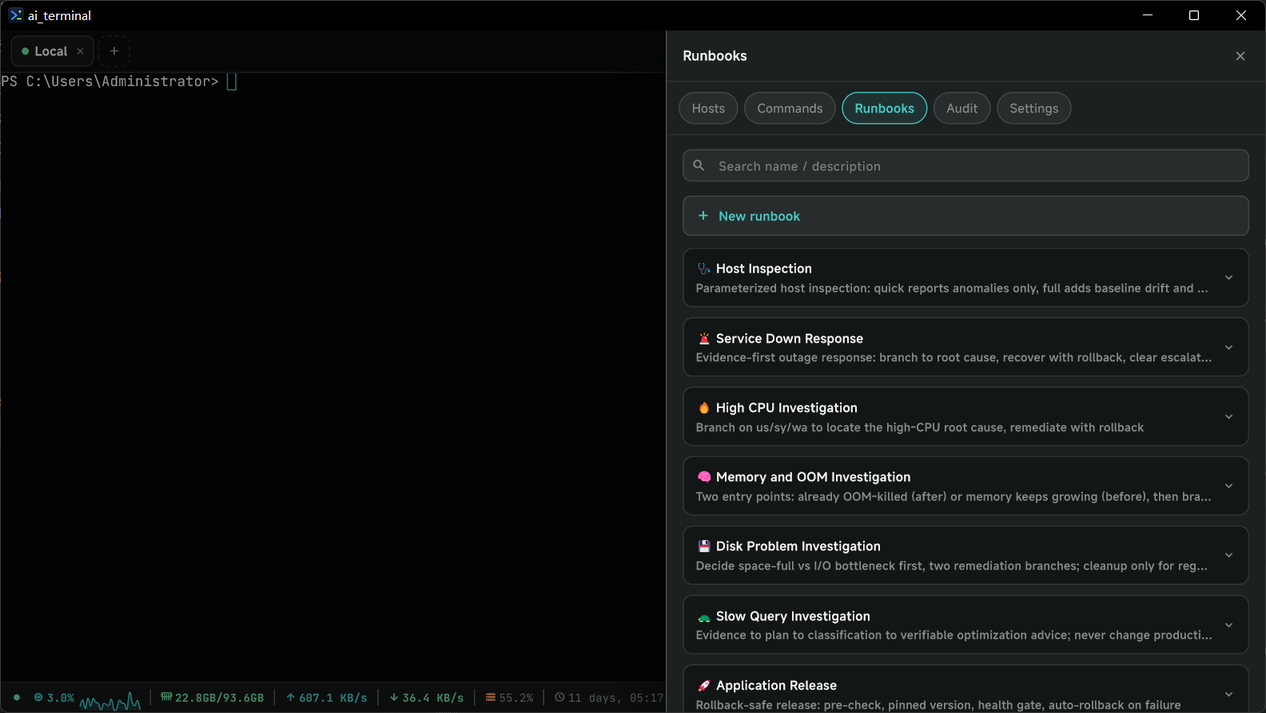 ai_terminal
Local
PS C:\Users\Administrator>
Runbooks
Hosts
Commands
Runbooks
Audit
Settings
Search name / description
+ New runbook
Host Inspection
Parameterized host inspection: quick reports anomalies only, full adds baseline drift and ...
Service Down Response
Evidence-first outage response: branch to root cause, recover with rollback, clear escalat...
High CPU Investigation
Branch on us/sy/wa to locate the high-CPU root cause, remediate with rollback
Memory and OOM Investigation
Two entry points: already OOM-killed (after) or memory keeps growing (before), then bra...
Disk Problem Investigation
Decide space-full vs I/O bottleneck first, two remediation branches; cleanup only for reg...
Slow Query Investigation
Evidence to plan to classification to verifiable optimization advice; never change producti...
Application Release
Rollback-safe release: pre-check, pinned version, health gate, auto-rollback on failure
3.0%
22.8GB/93.6GB
↑ 607.1 KB/s
↓ 36.4 KB/s
55.2%
11 days, 05:17